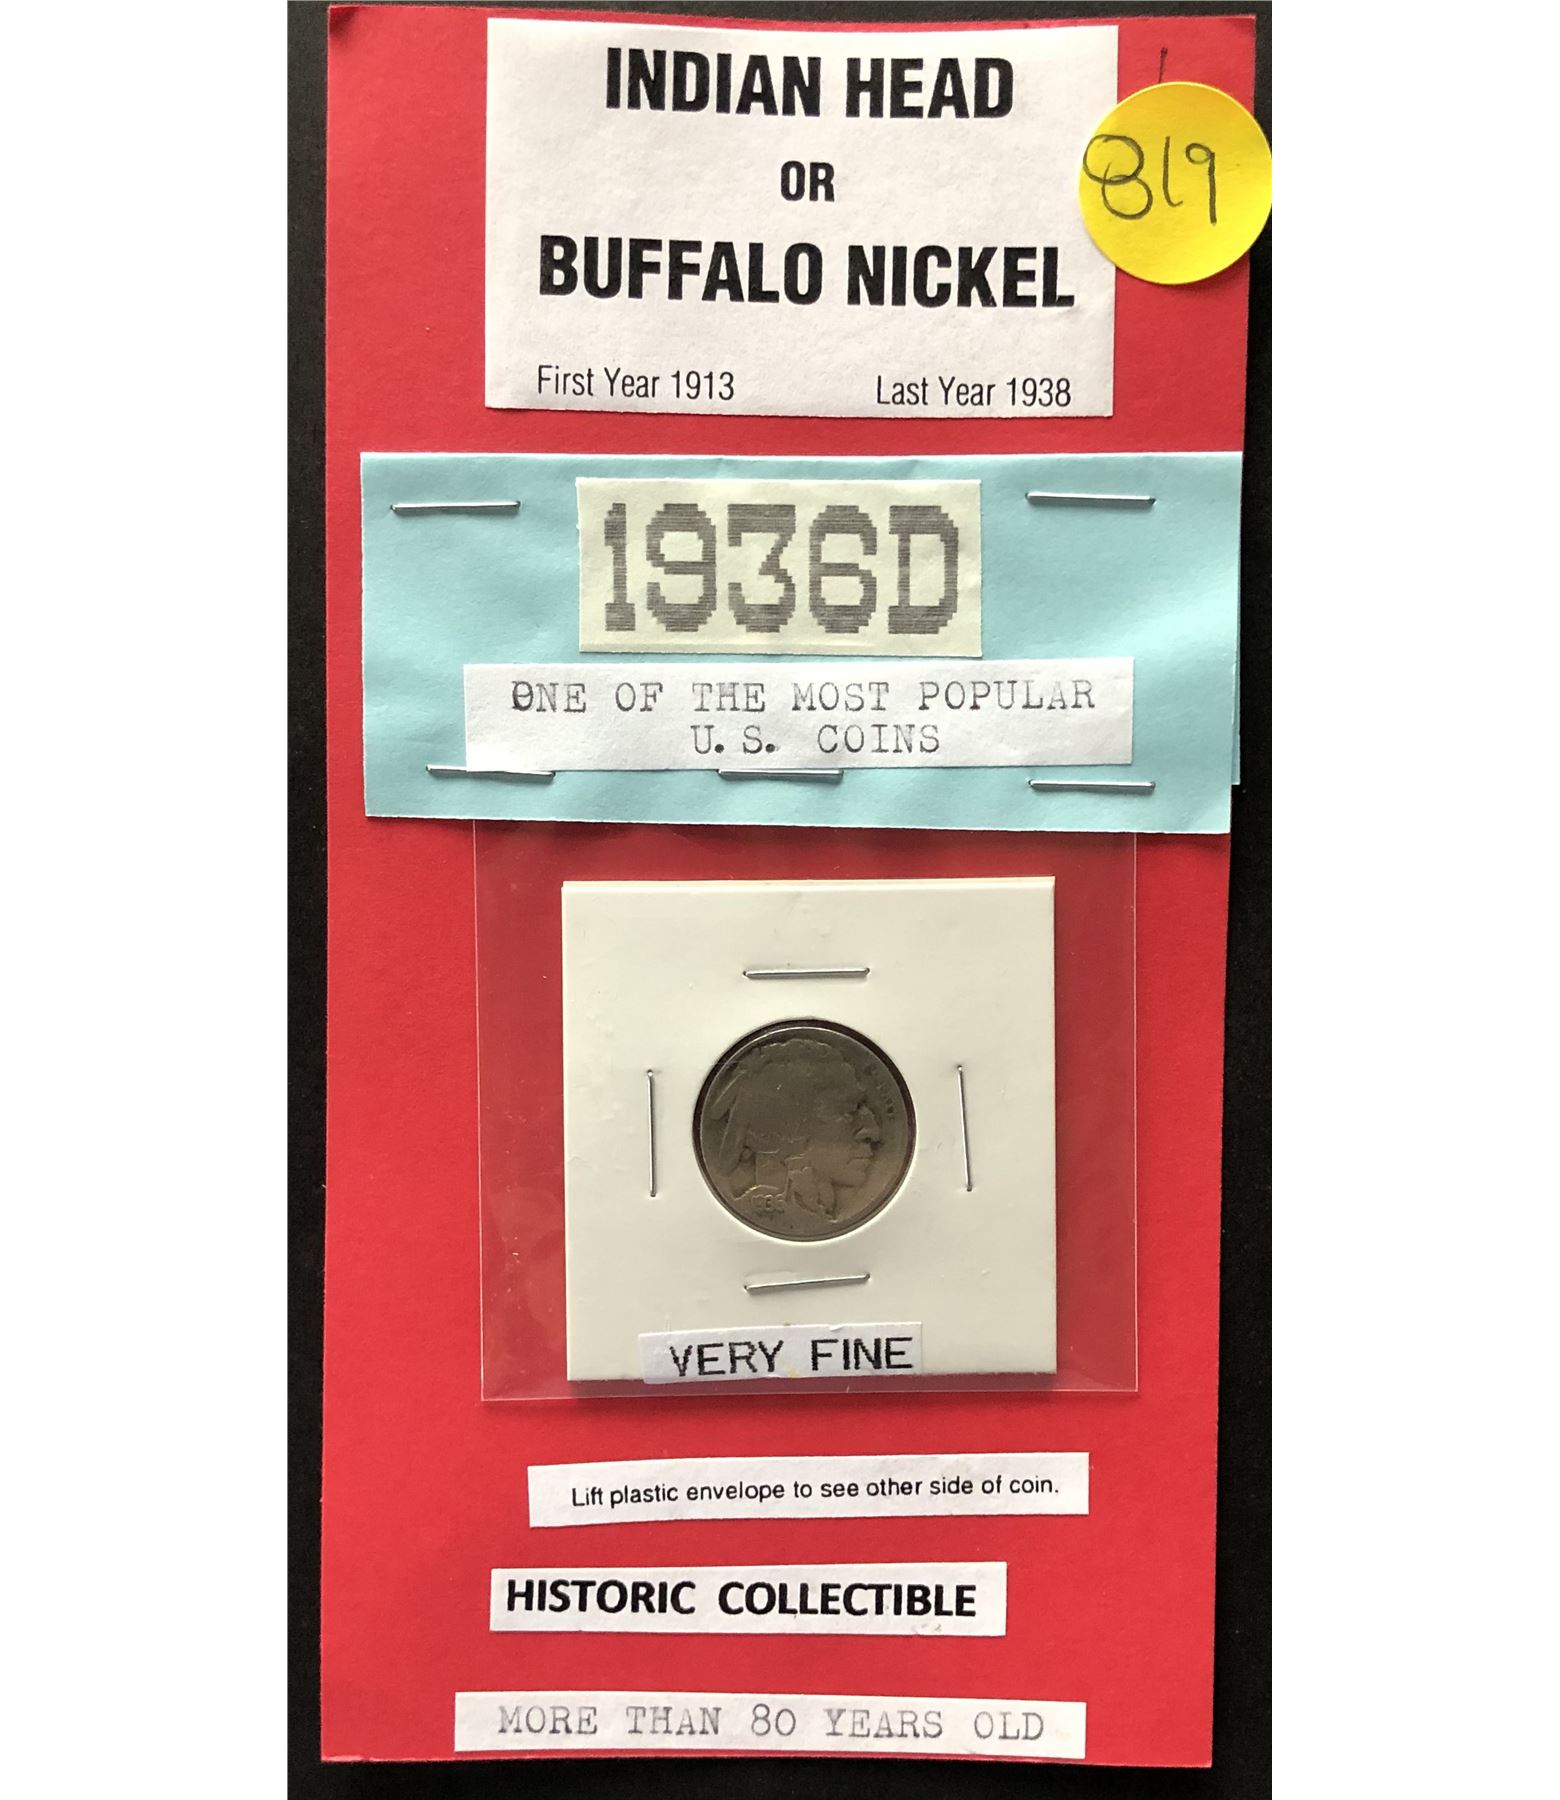 INDIAN HEAD
819
OR
BUFFALO NICKEL
First Year 1913 Last Year 1938
1936D
ONE OF THE MOST POPULAR
U.S. COINS
VERY FINE
Lift plastic envelope to see other side of coin.
HISTORIC COLLECTIBLE
MORE THAN 80 YEARS OLD